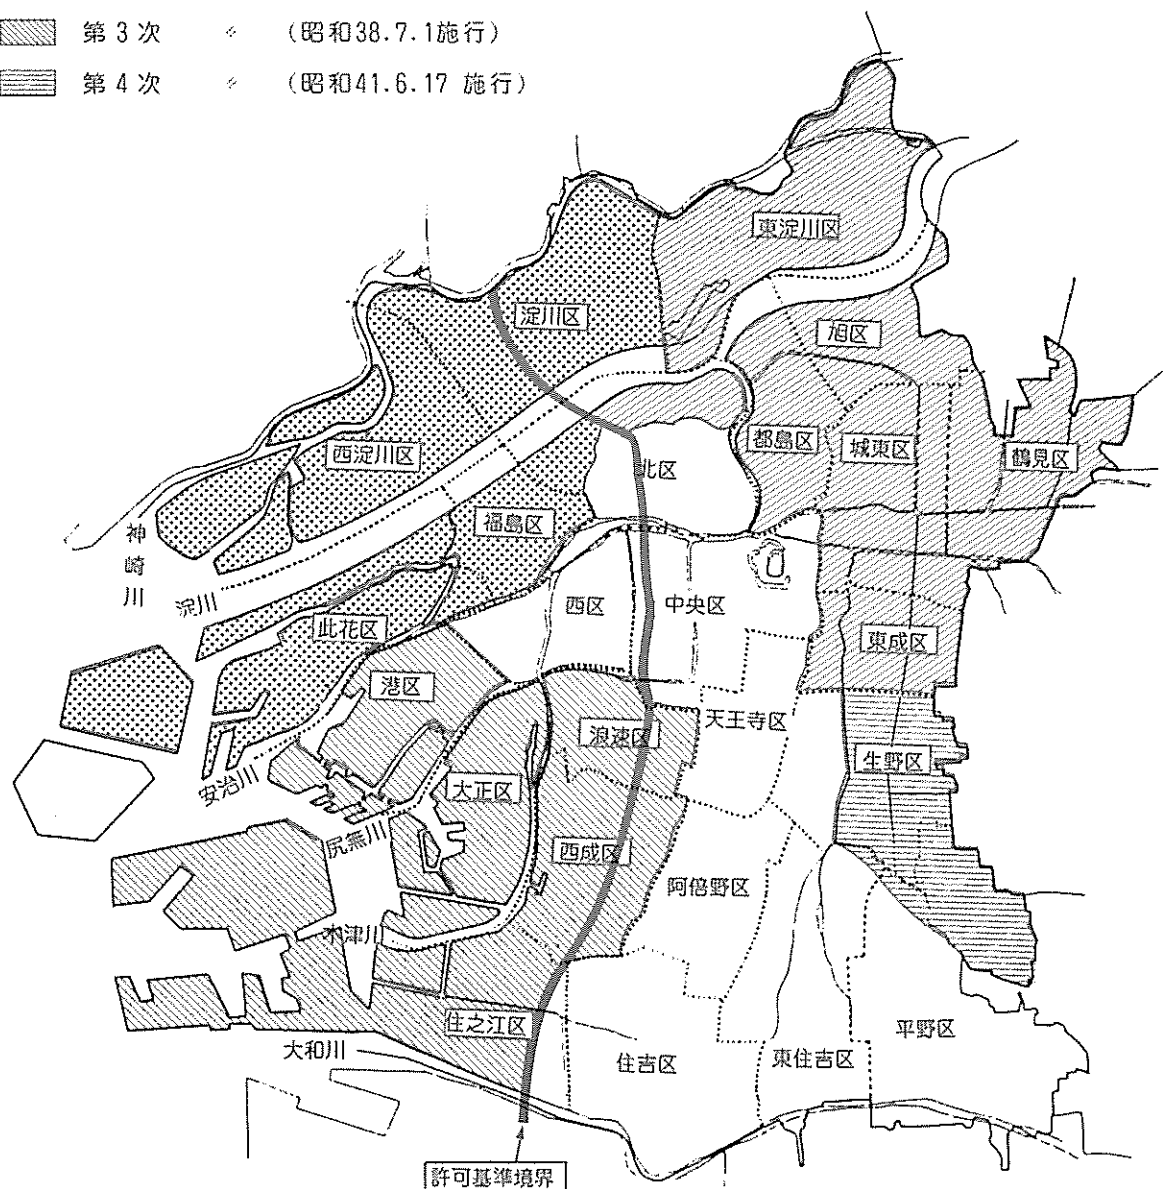 第3次 〃 (昭和38.7.1施行)
第4次 〃 (昭和41.6.17 施行)
東淀川区
淀川区
旭区
西淀川区
北区
都島区
城東区
鶴見区
神崎川
福島区
淀川
西区
中央区
此花区
東成区
港区
浪速区
天王寺区
安治川
大正区
生野区
尻無川
西成区
阿倍野区
木津川
住之江区
大和川
住吉区
東住吉区
平野区
許可基準境界